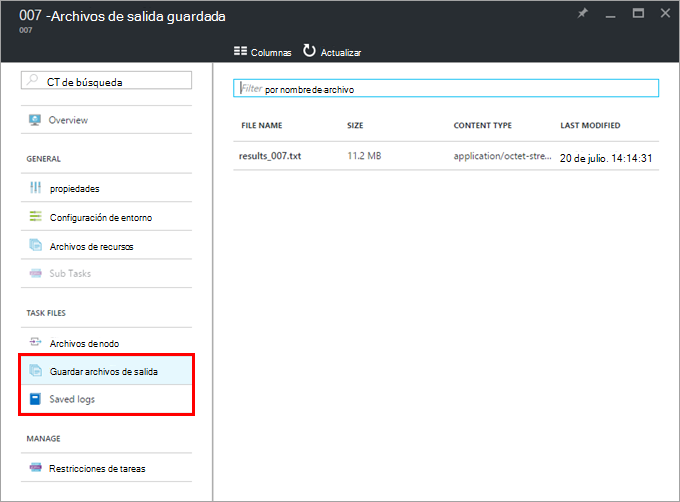 007 -Archivos de salida guardada
007
Columnas Actualizar
CT de búsqueda
Overview
GENERAL
propiedades
Configuración de entorno
Archivos de recursos
Sub Tasks
TASK FILES
Archivos de nodo
Guardar archivos de salida
Saved logs
MANAGE
Restricciones de tareas
Filter por nombre de archivo
FILE NAME SIZE CONTENT TYPE LAST MODIFIED
results_007.txt 11.2 MB application/octet-stre... 20 de julio. 14:14:31